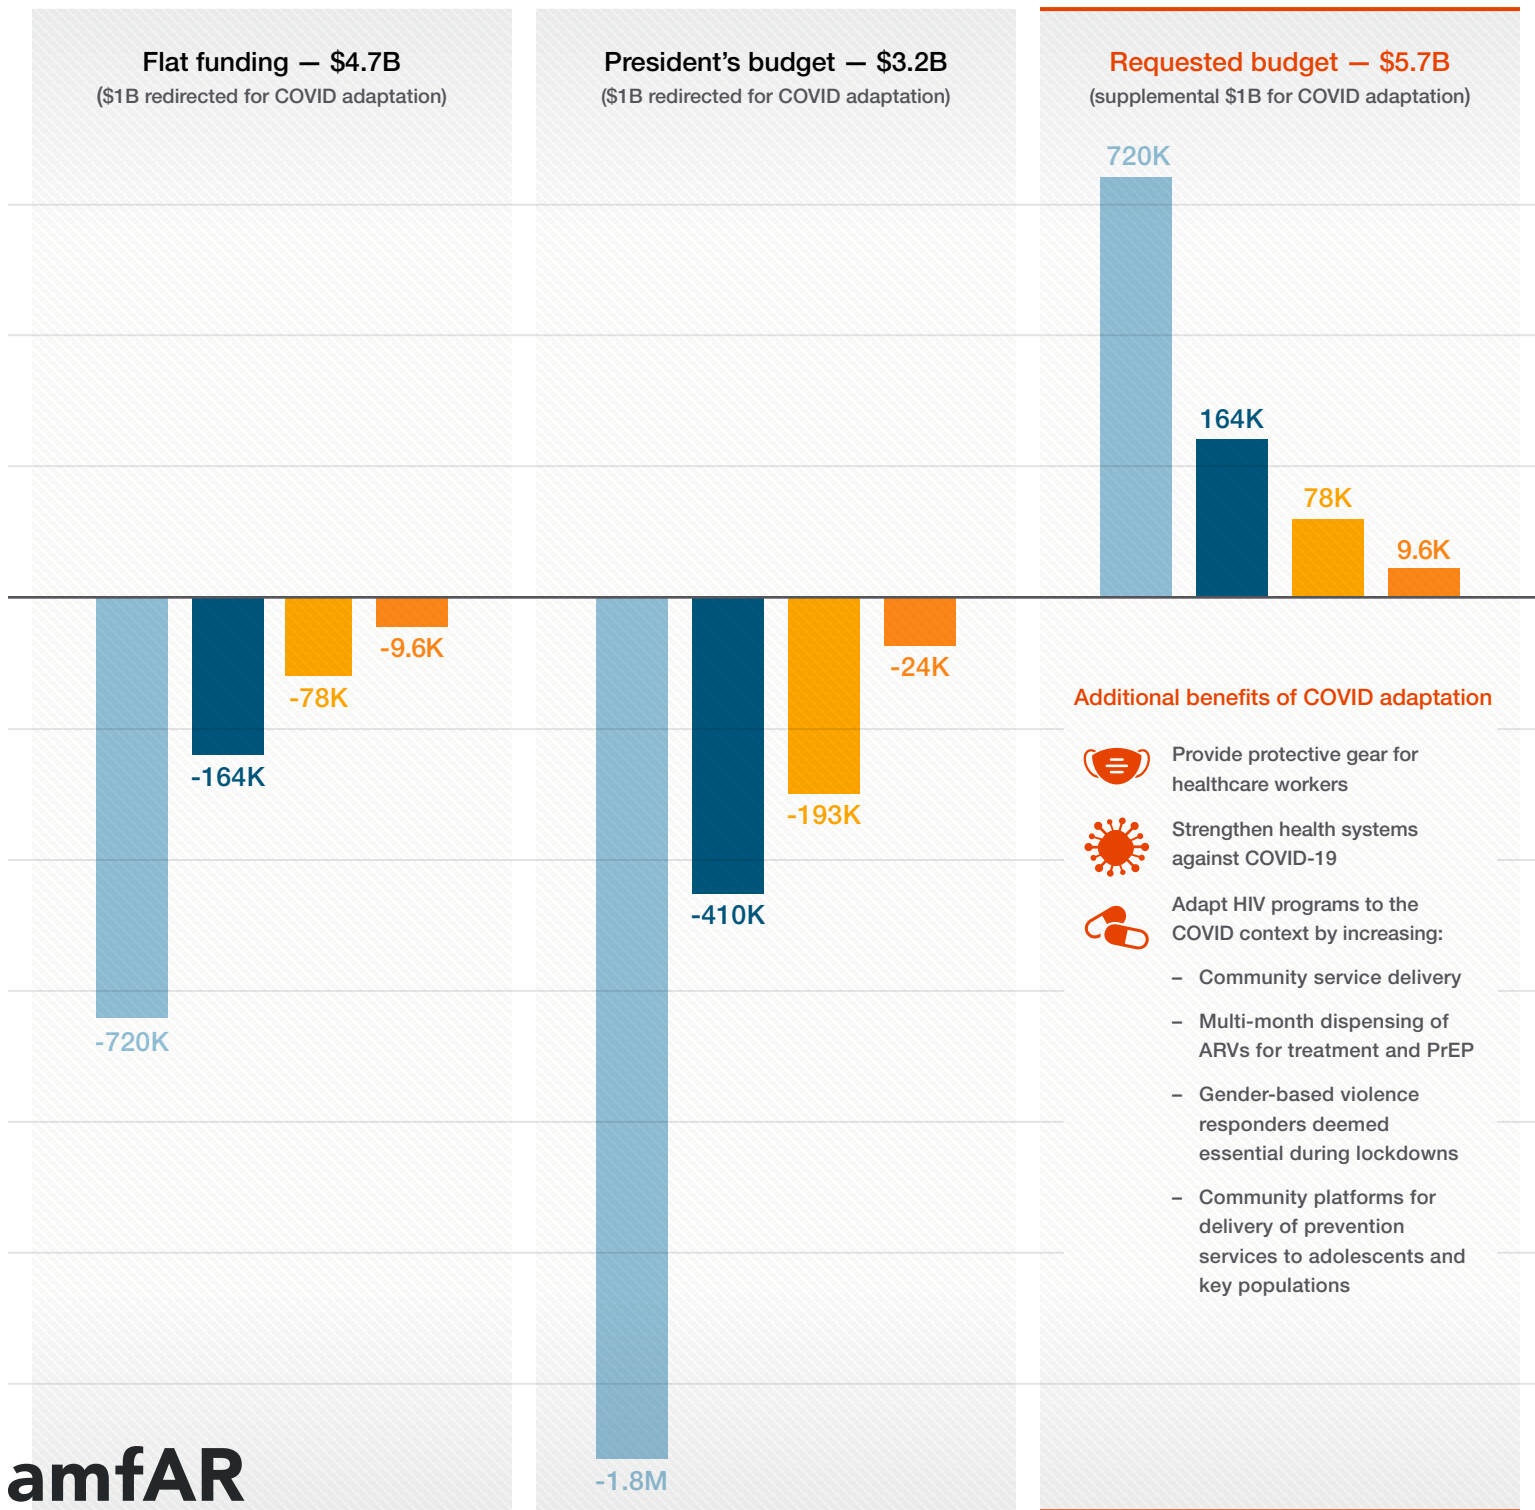 Flat funding — $4.7B
($1B redirected for COVID adaptation)
-720K
-164K
-78K
-9.6K
President’s budget — $3.2B
($1B redirected for COVID adaptation)
-1.8M
-410K
-193K
-24K
Requested budget — $5.7B
(supplemental $1B for COVID adaptation)
720K
164K
78K
9.6K
Additional benefits of COVID adaptation
Provide protective gear for
healthcare workers
Strengthen health systems
against COVID-19
Adapt HIV programs to the
COVID context by increasing:
– Community service delivery
– Multi-month dispensing of
ARVs for treatment and PrEP
– Gender-based violence
responders deemed
essential during lockdowns
– Community platforms for
delivery of prevention
services to adolescents and
key populations
amfAR